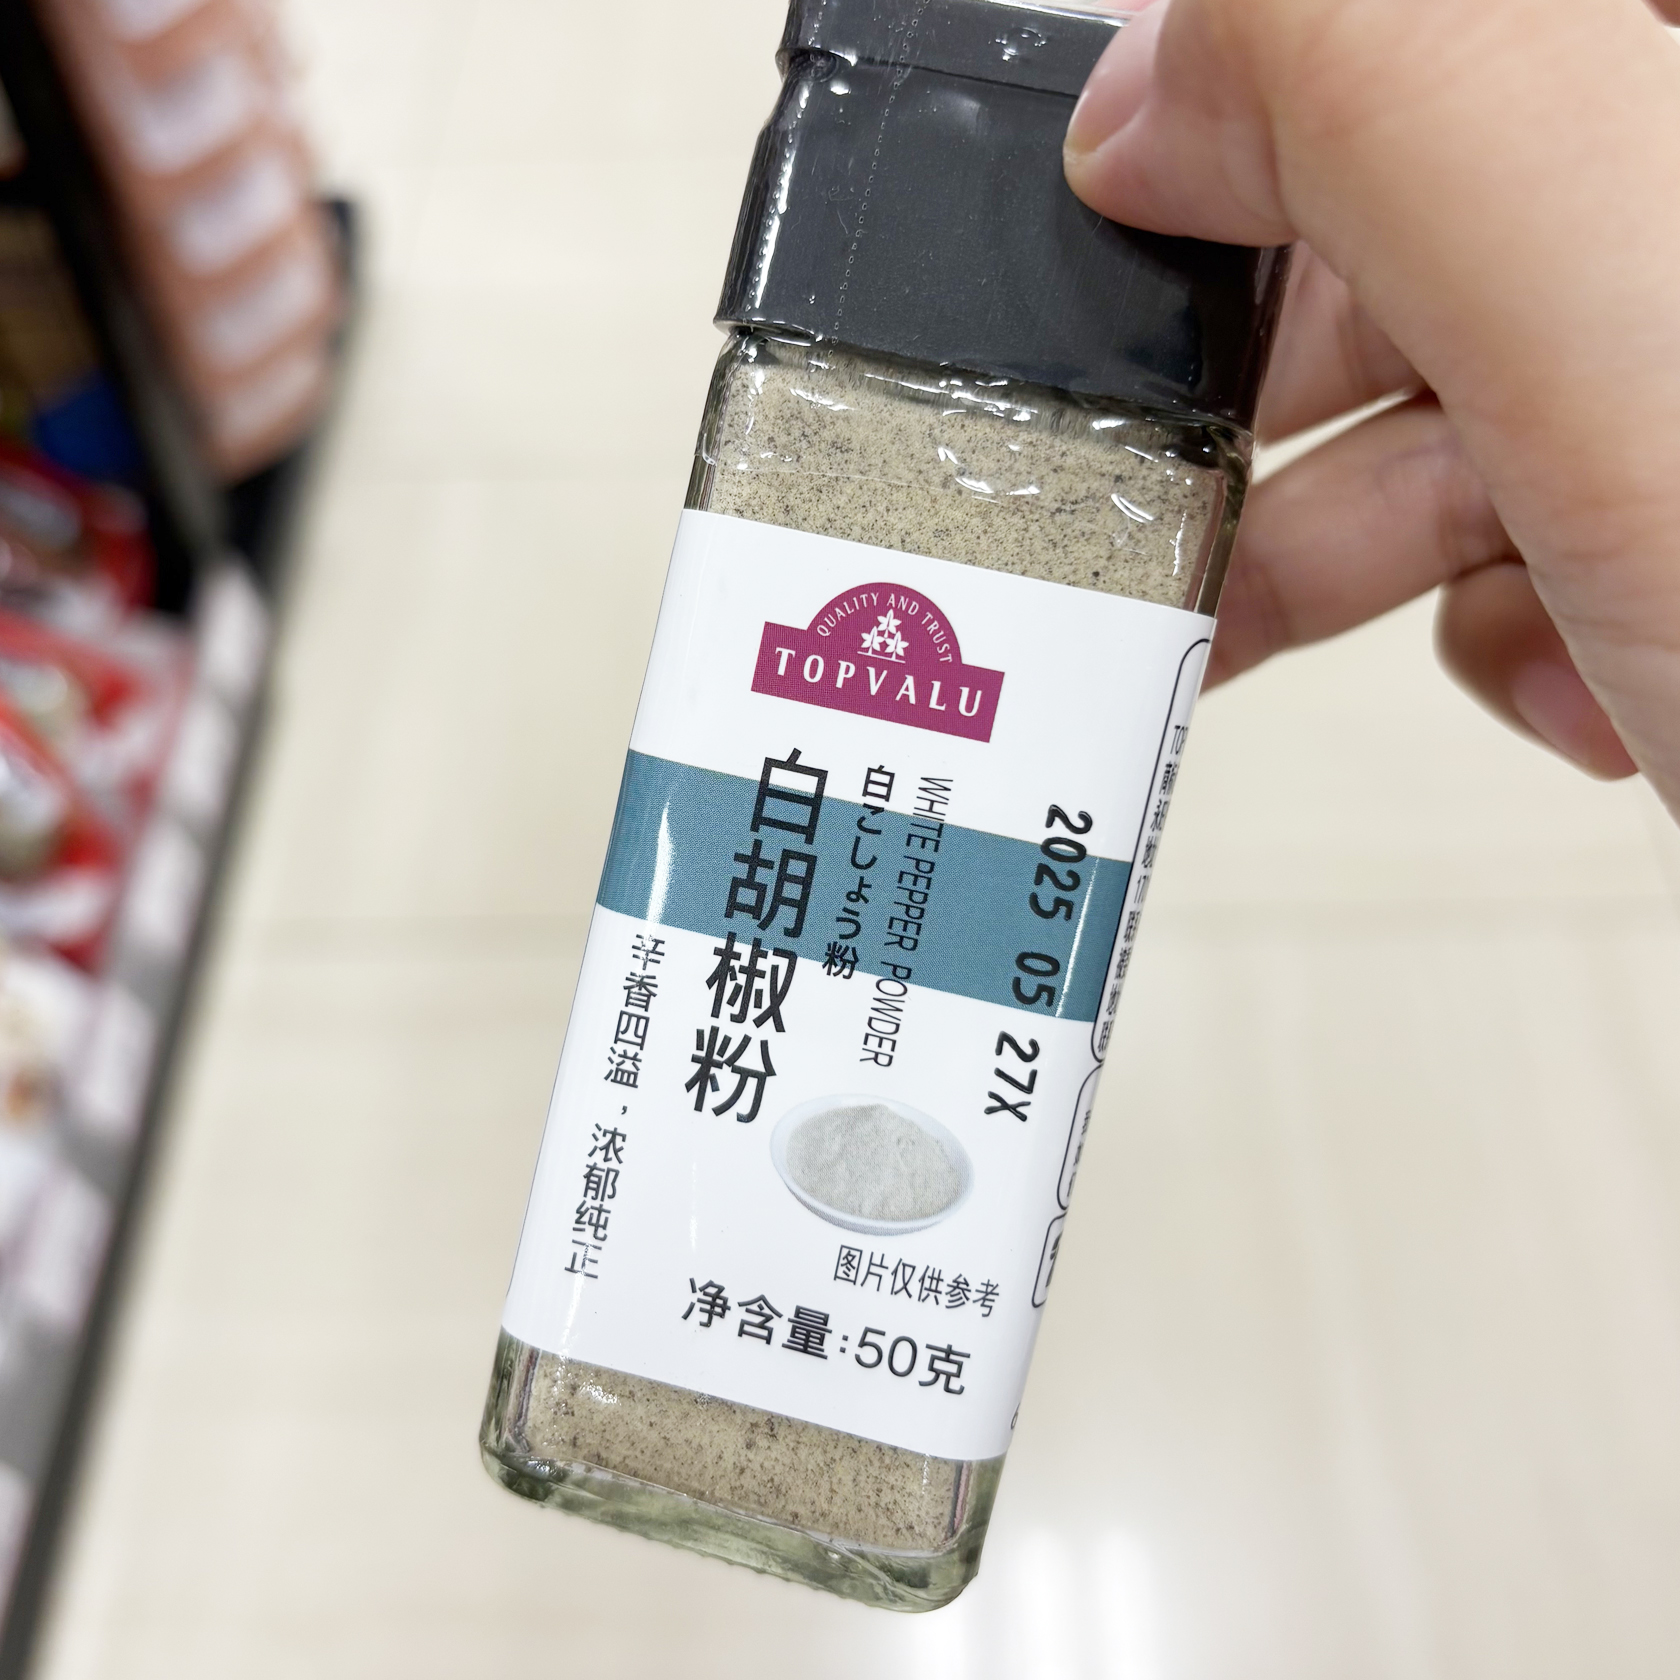 QUALITY AND TRUST
TOPVALU
白胡椒粉
白こしょう粉
WHITE PEPPER POWDER
辛香四溢，浓郁纯正
2025 05 27X
图片仅供参考
净含量:50克